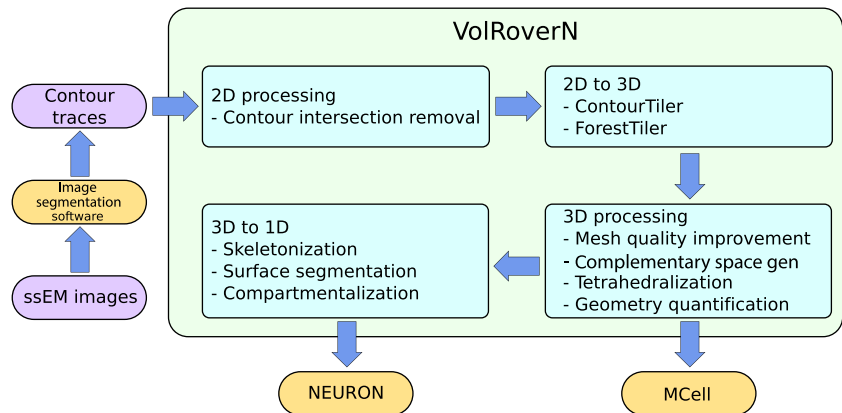 VolRoverN
Contour
traces
2D processing
- Contour intersection removal
2D to 3D
- ContourTiler
- ForestTiler
Image
segmentation
software
ssEM images
3D to 1D
- Skeletonization
- Surface segmentation
- Compartmentalization
3D processing
- Mesh quality improvement
- Complementary space gen
- Tetrahedralization
- Geometry quantification
NEURON
MCell